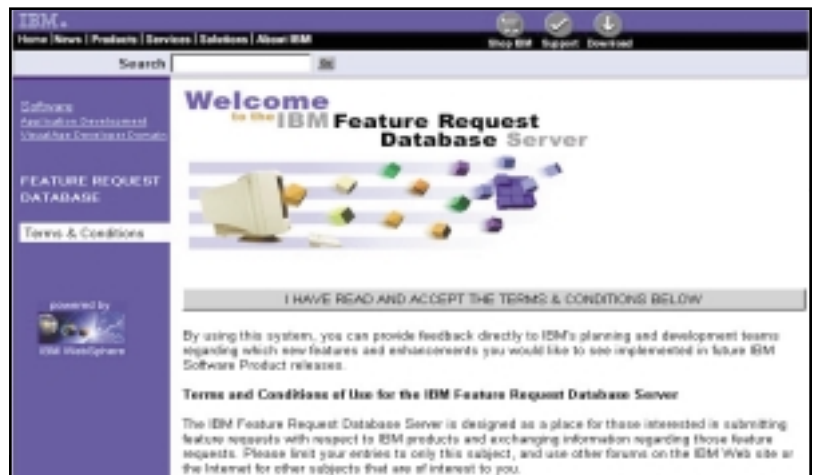 IBM.
Home | News | Products | Services | Solutions | About IBM
Shop IBM Support Download
Search
Software
Application Development
VisualAge Developer Domain
FEATURE REQUEST
DATABASE
Terms & Conditions
powered by
IBM WebSphere
Welcome
to the IBM Feature Request
Database Server
I HAVE READ AND ACCEPT THE TERMS & CONDITIONS BELOW
By using this system, you can provide feedback directly to IBM's planning and development teams
regarding which new features and enhancements you would like to see implemented in future IBM
Software Product releases.
Terms and Conditions of Use for the IBM Feature Request Database Server
The IBM Feature Request Database Server is designed as a place for those interested in submitting
feature requests with respect to IBM products and exchanging information regarding those feature
requests. Please limit your entries to only this subject, and use other forums on the IBM Web site or
the Internet for other subjects that are of interest to you.